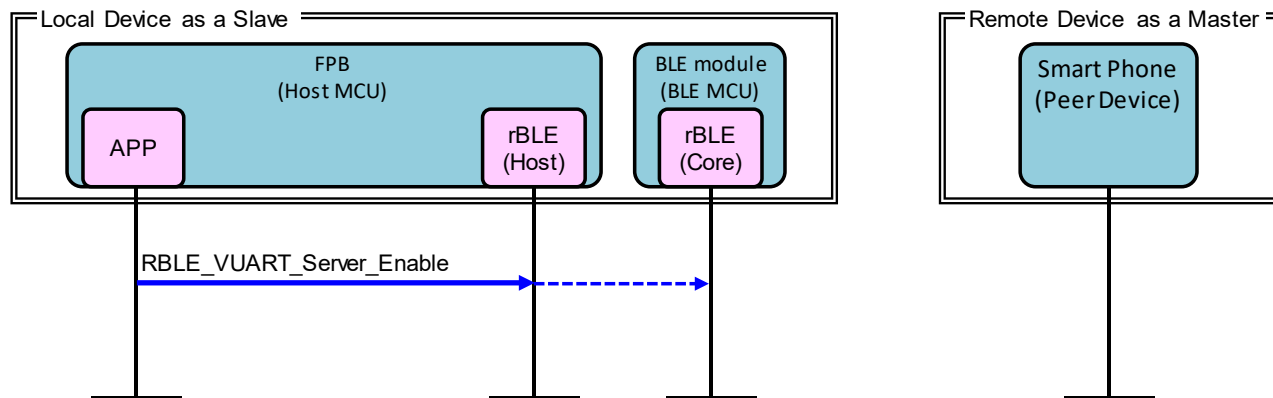 Local Device as a Slave
FPB
(Host MCU)
APP
rBLE
(Host)
BLE module
(BLE MCU)
rBLE
(Core)
Remote Device as a Master
Smart Phone
(Peer Device)
RBLE_VUART_Server_Enable